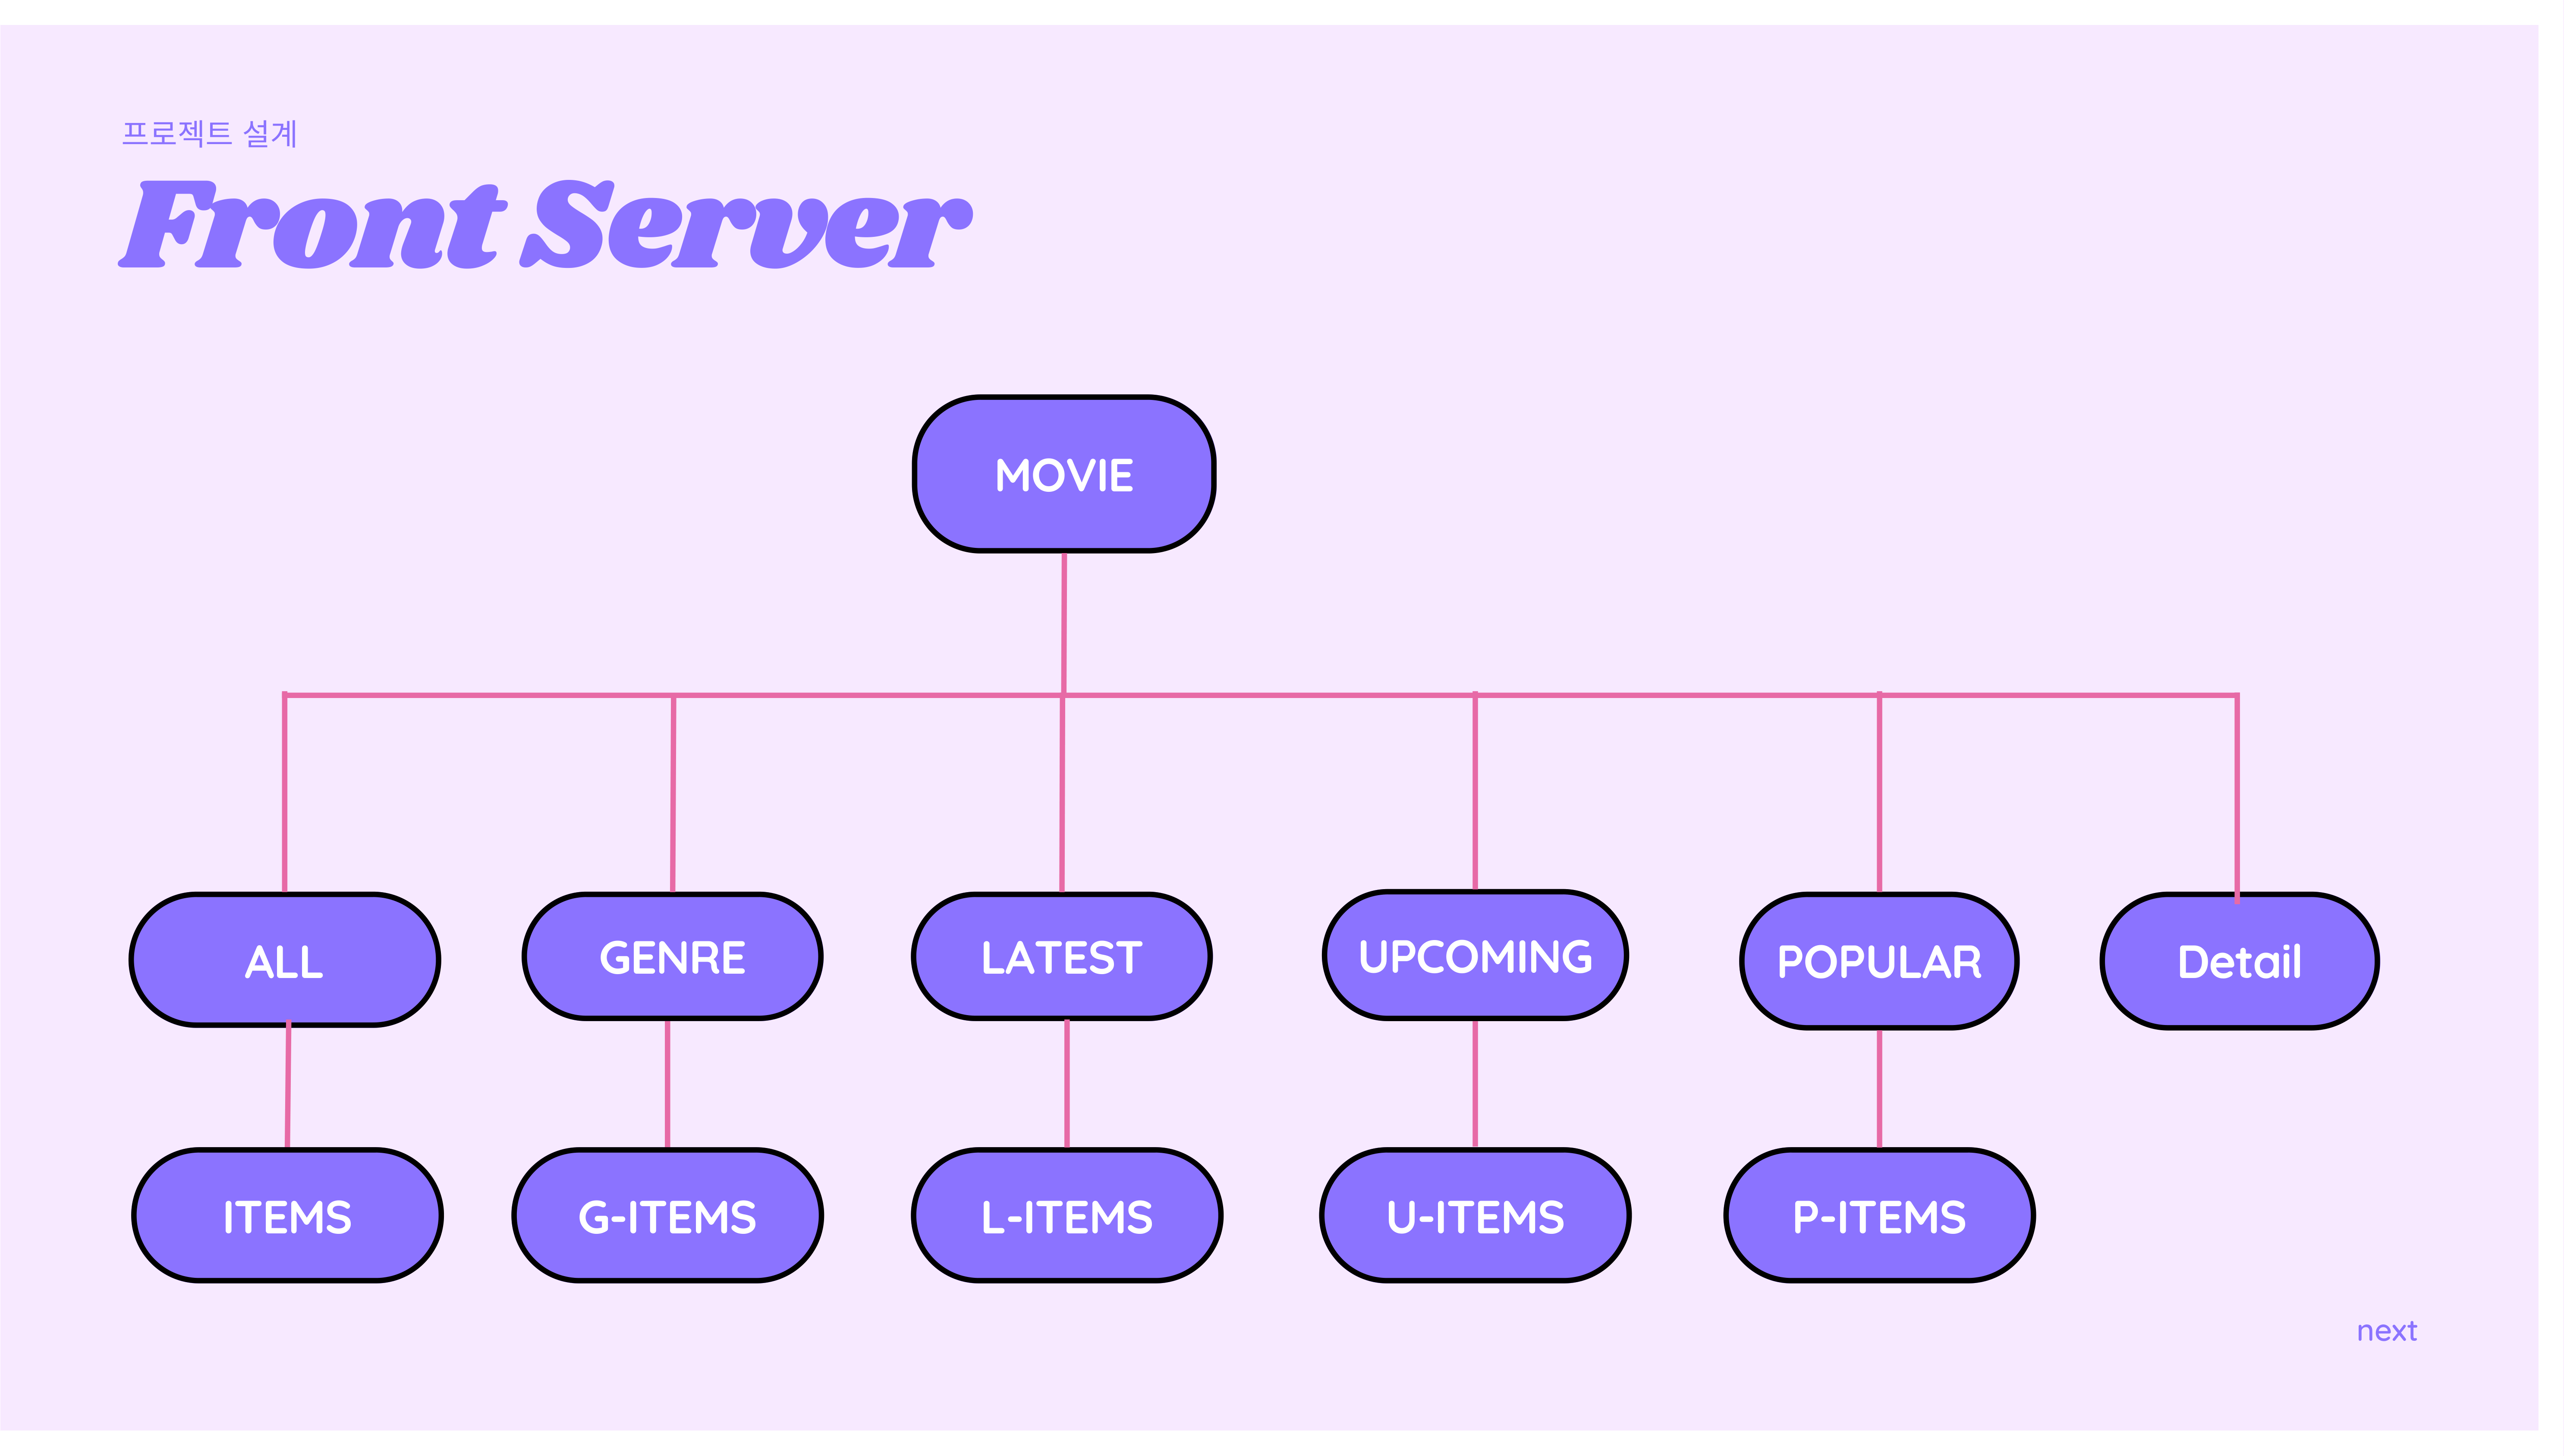 프로젝트 설계
Front Server
MOVIE
ALL
GENRE
LATEST
UPCOMING
POPULAR
Detail
ITEMS
G-ITEMS
L-ITEMS
U-ITEMS
P-ITEMS
next